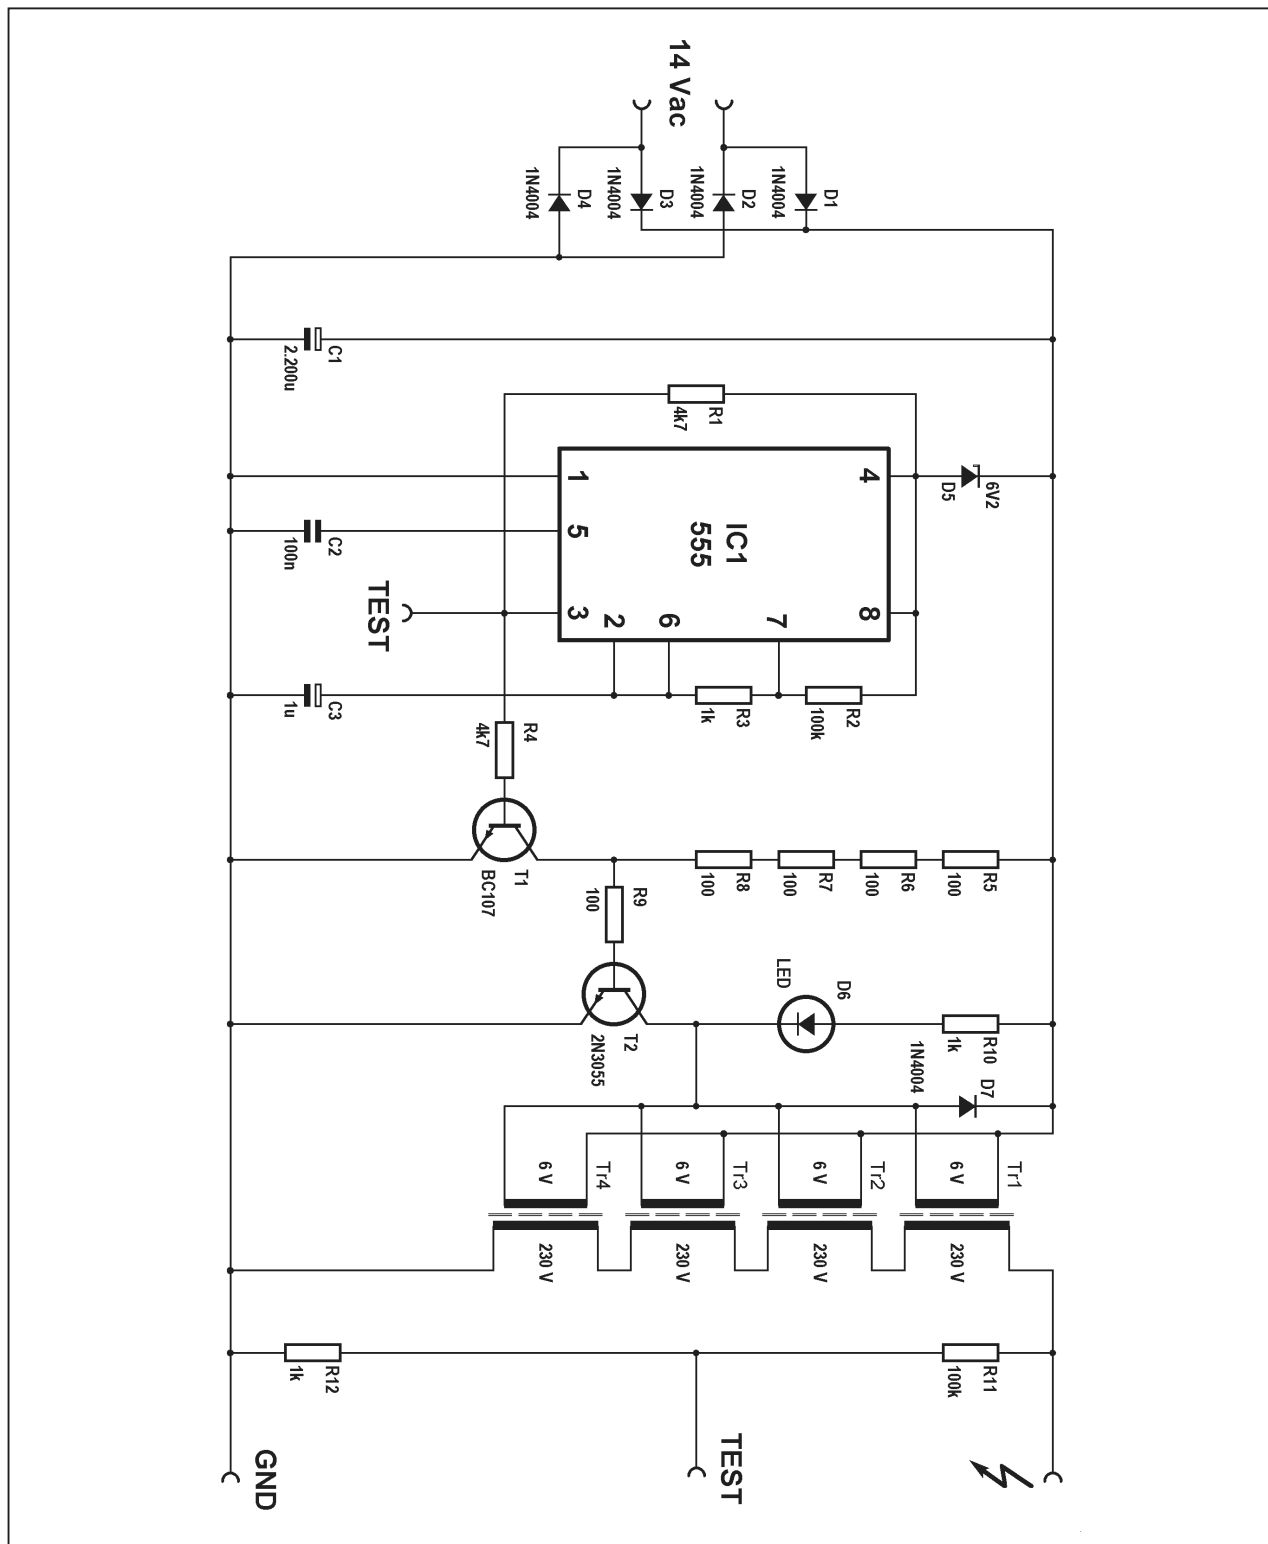 14 Vac
D1
1N4004
D2
1N4004
D3
1N4004
D4
1N4004
C1
2.200u
R1
4k7
6V2
D5
IC1
555
4
8
1
5
3
2
6
7
C2
100n
TEST
C3
1u
R2
100k
R3
1k
R4
4k7
T1
BC107
R5
100
R6
100
R7
100
R8
100
R9
100
T2
2N3055
D6
LED
R10
1k
D7
1N4004
Tr1
6 V
230 V
Tr2
6 V
230 V
Tr3
6 V
230 V
Tr4
6 V
230 V
R11
100k
R12
1k
TEST
GND